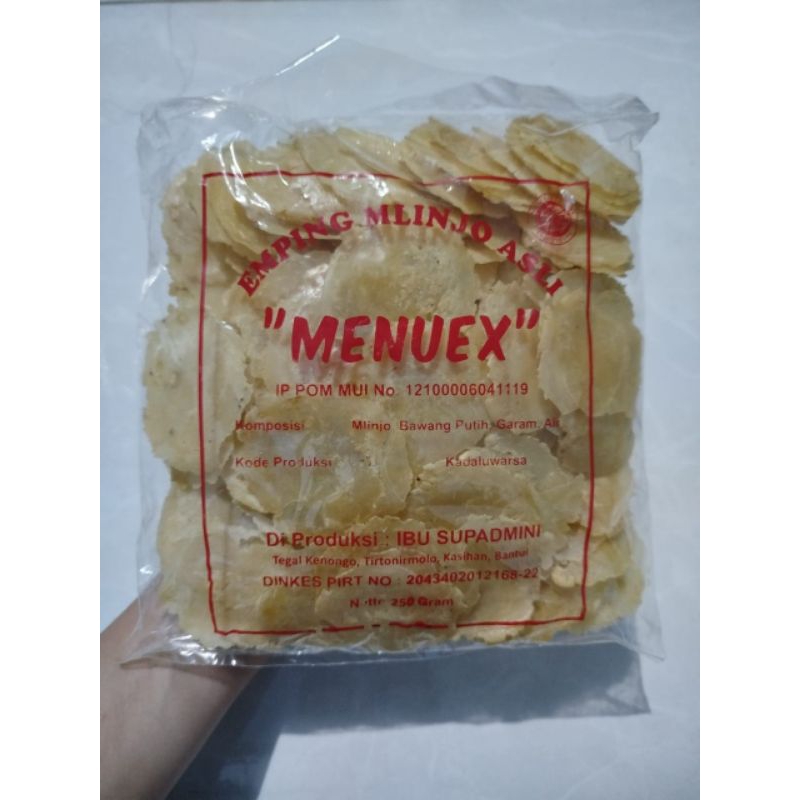 EMPING MLINJO ASLI
"MENUEX"
IP POM MUI No. 12100006041119
Komposisi Mlinjo, Bawang Putih, Garam, Air
Kode Produksi Kadaluwarsa
Di Produksi : IBU SUPADMINI
Tegal Kenongo, Tirtonirmolo, Kasihan, Bantul
DINKES PIRT NO : 2043402012168-22
Netto 250 Gram